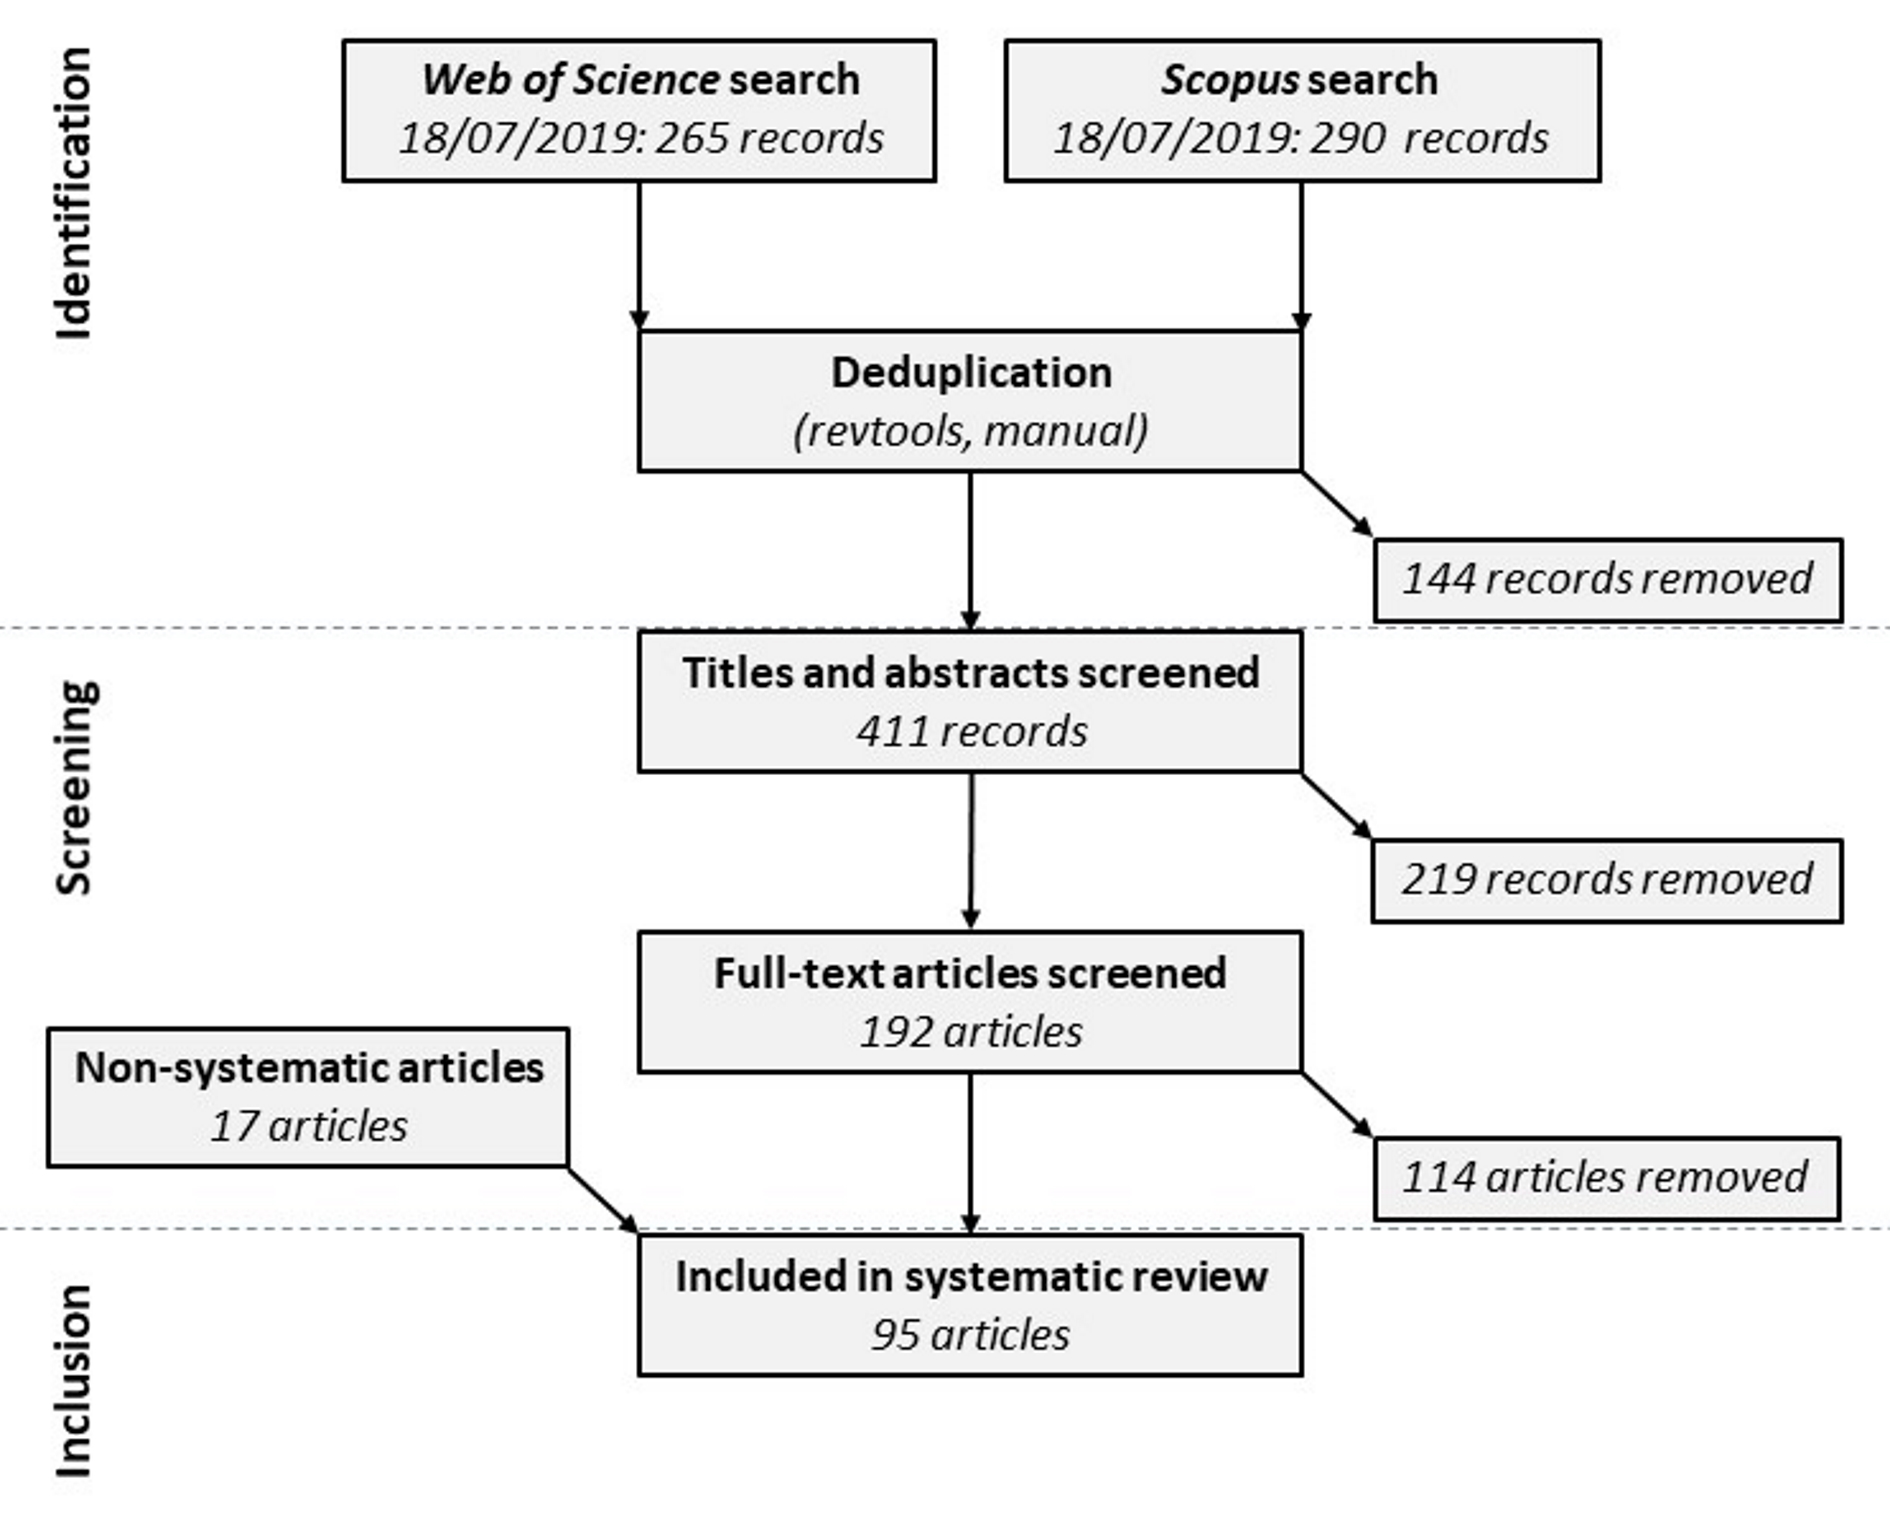 Identification
Web of Science search
18/07/2019: 265 records
Scopus search
18/07/2019: 290 records
Deduplication
(revtools, manual)
144 records removed
Screening
Titles and abstracts screened
411 records
219 records removed
Full-text articles screened
192 articles
Non-systematic articles
17 articles
114 articles removed
Inclusion
Included in systematic review
95 articles